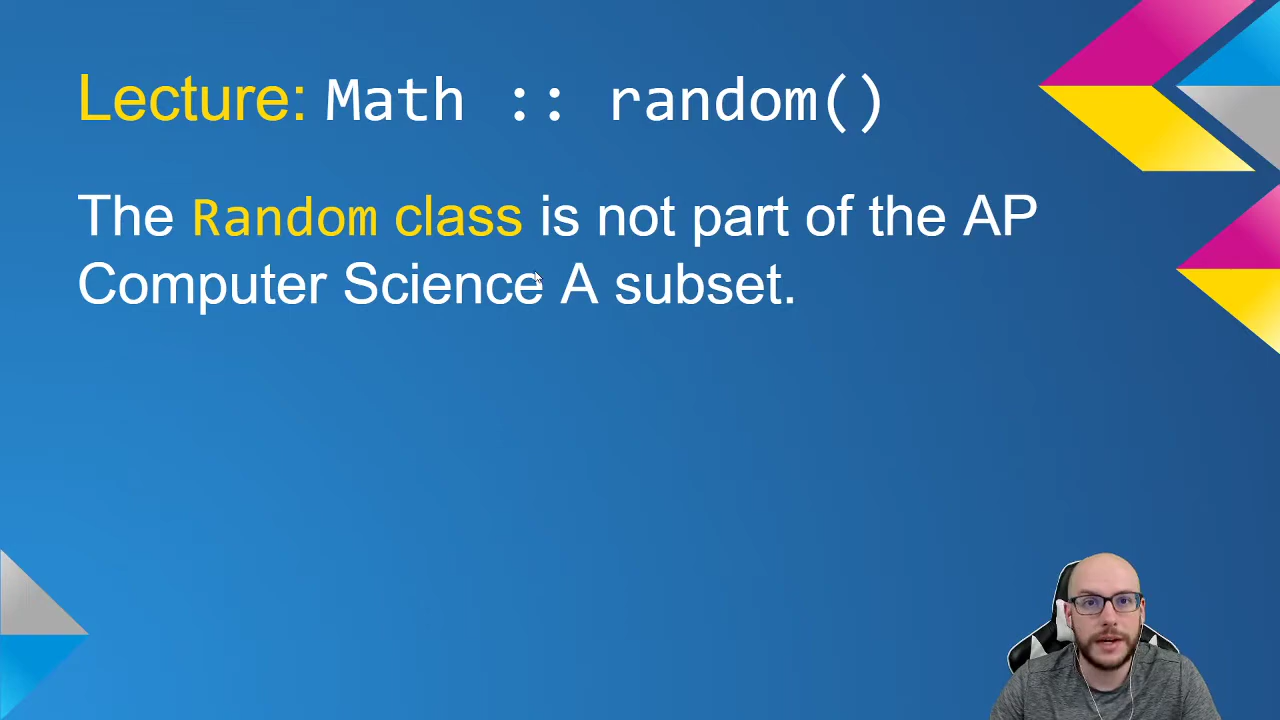 Lecture: Math :: random()
The Random class is not part of the AP
Computer Science A subset.